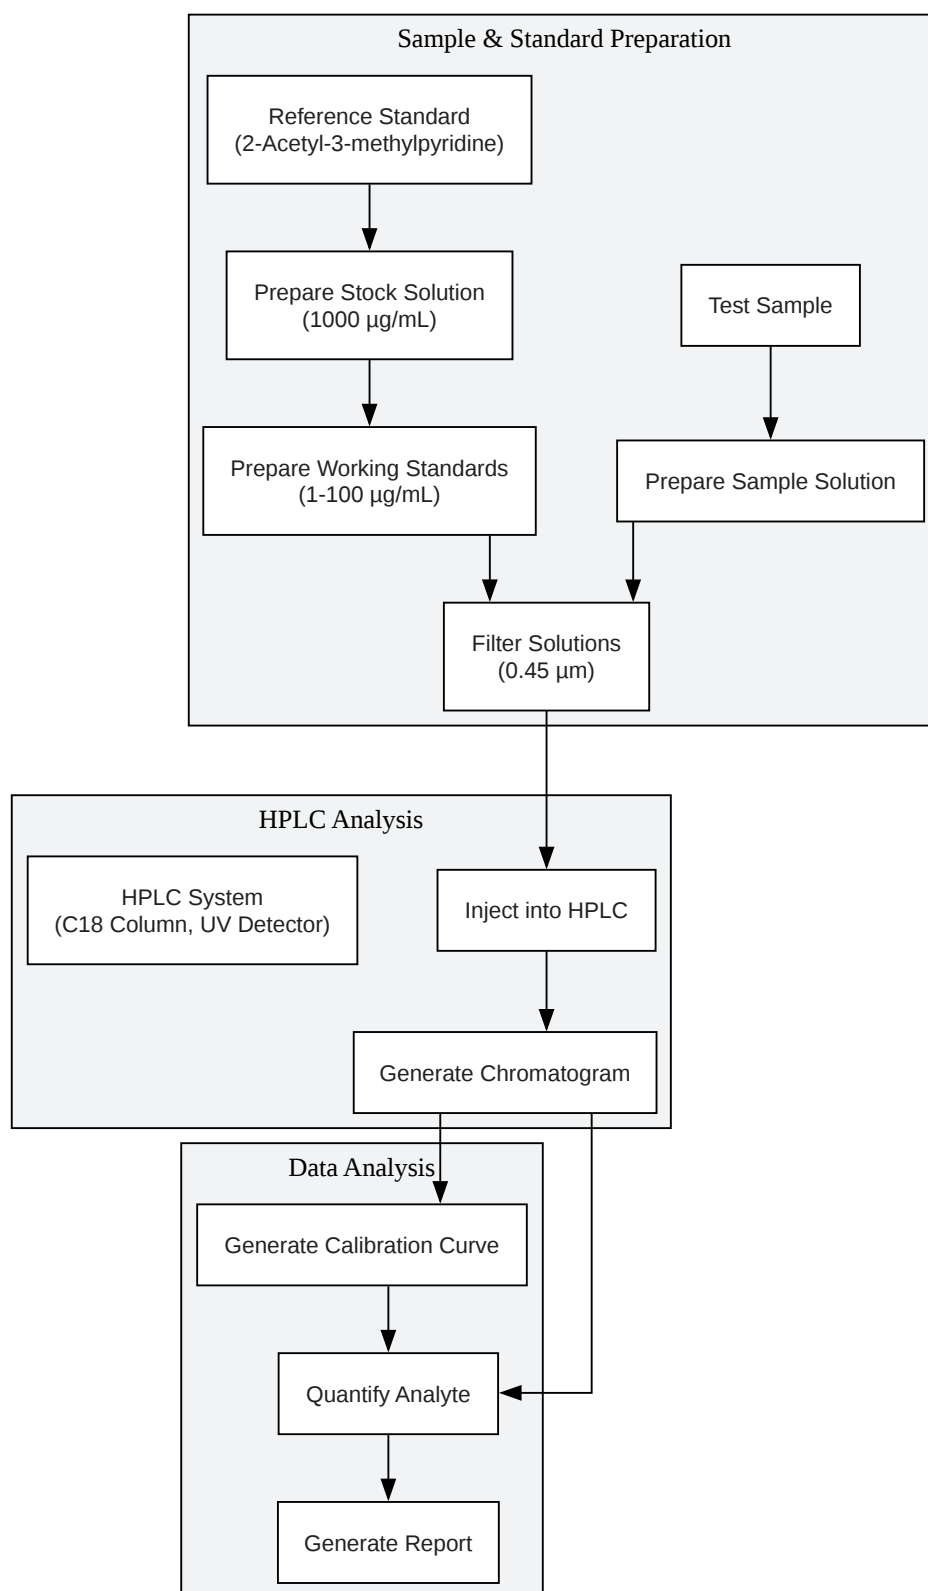 Sample & Standard Preparation
Reference Standard
(2-Acetyl-3-methylpyridine)
Prepare Stock Solution
(1000 µg/mL)
Test Sample
Prepare Working Standards
(1-100 µg/mL)
Prepare Sample Solution
Filter Solutions
(0.45 µm)
HPLC Analysis
HPLC System
(C18 Column, UV Detector)
Inject into HPLC
Generate Chromatogram
Data Analysis
Generate Calibration Curve
Quantify Analyte
Generate Report